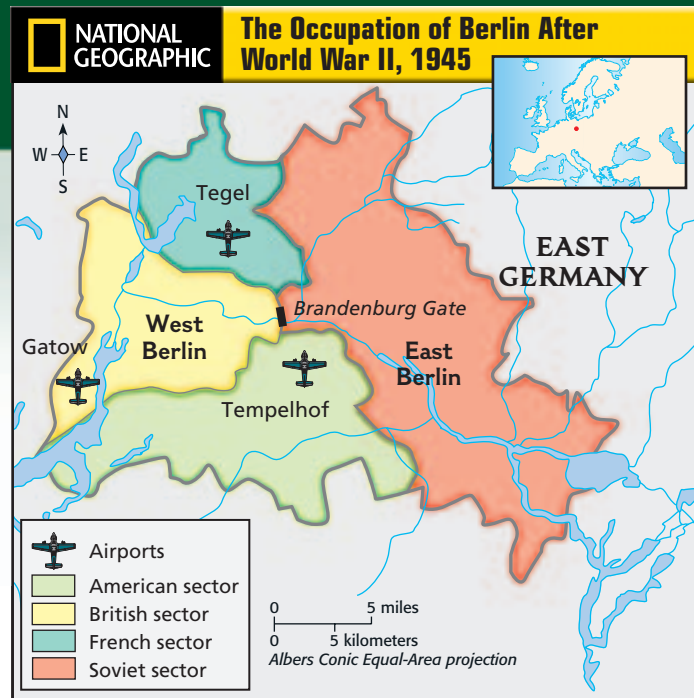 NATIONAL
GEOGRAPHIC
The Occupation of Berlin After
World War II, 1945
N
W E
S
Tegel
EAST
GERMANY
Brandenburg Gate
West
Berlin
Gatow
East
Berlin
Tempelhof
Airports
American sector
British sector
French sector
Soviet sector
0 5 miles
0 5 kilometers
Albers Conic Equal-Area projection